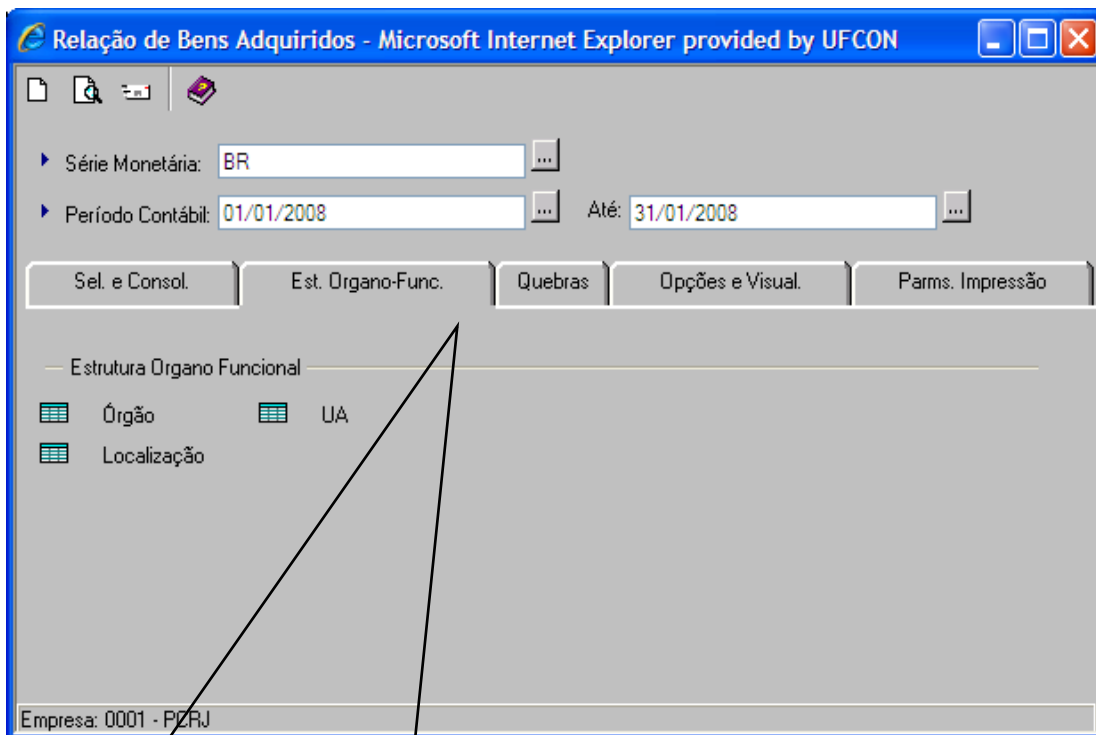 Relação de Bens Adquiridos - Microsoft Internet Explorer provided by UFCON
Série Monetária: BR ...
Período Contábil: 01/01/2008 ... Até: 31/01/2008 ...
Sel. e Consol. Est. Organo-Func. Quebras Opções e Visual. Parms. Impressão
Estrutura Organo Funcional
Órgão UA
Localização
Empresa: 0001 - PCRJ